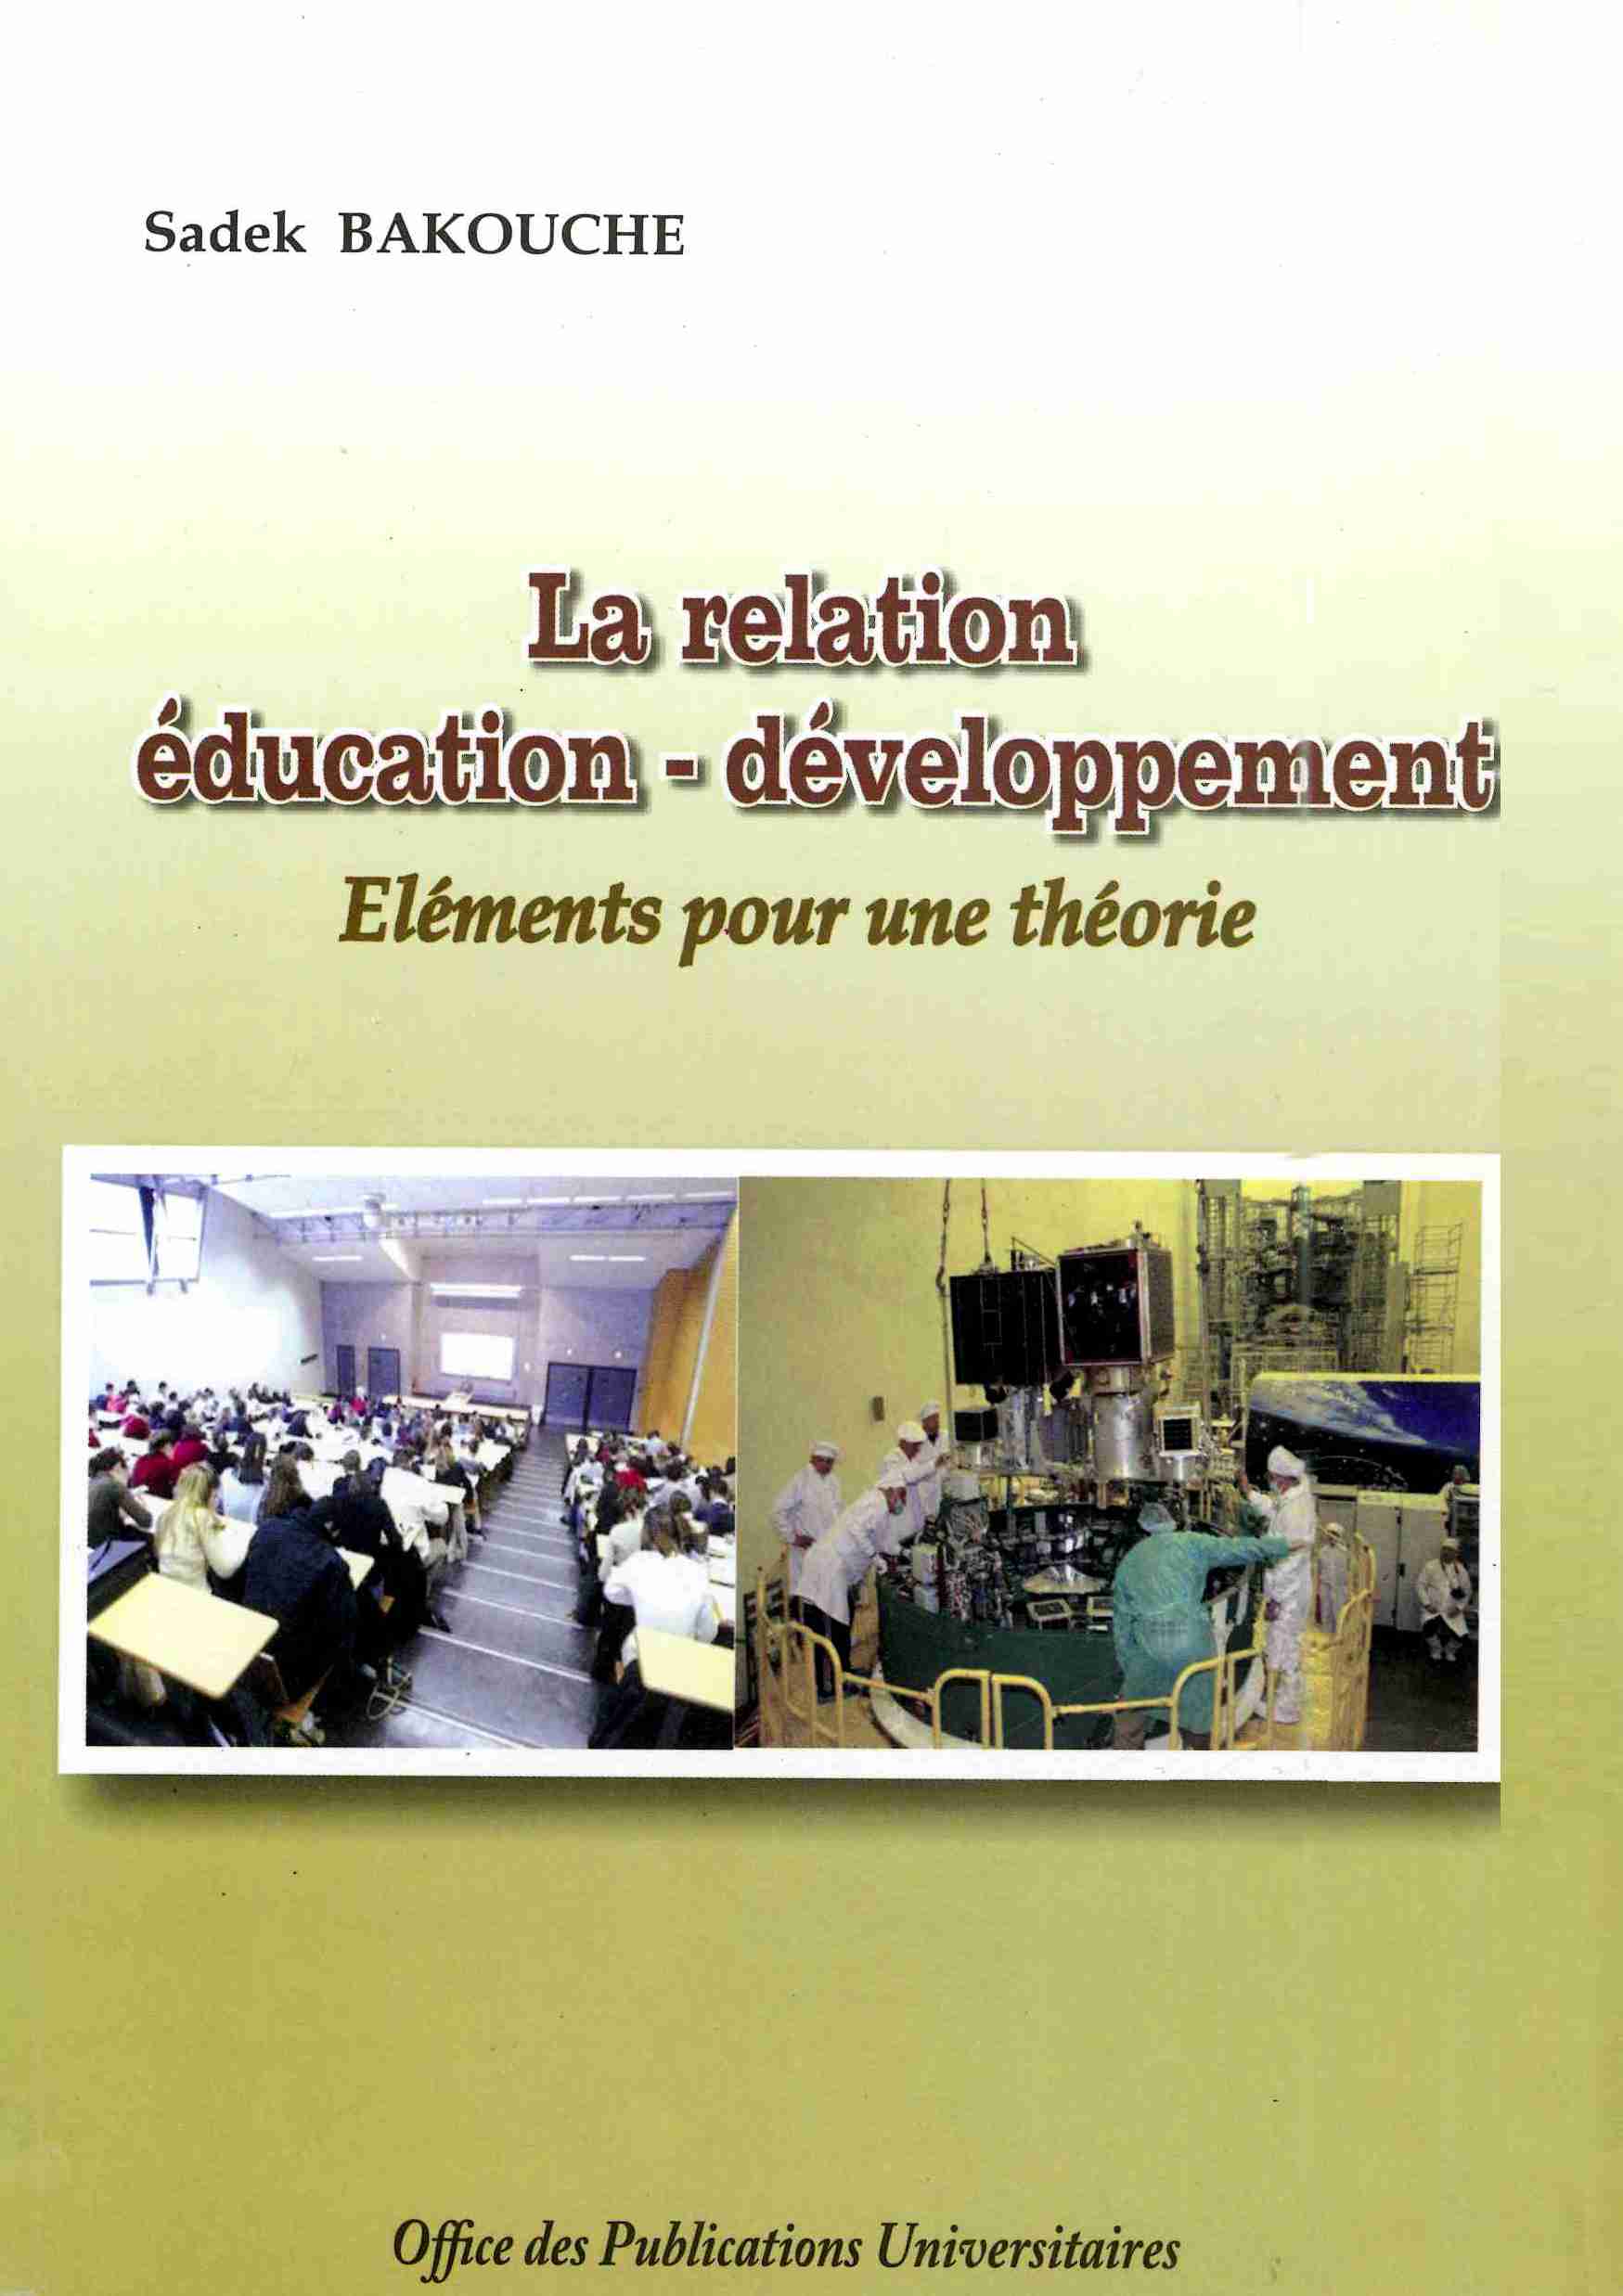 Sadek BAKOUCHE
La relation
éducation - développement
Eléments pour une théorie
Office des Publications Universitaires